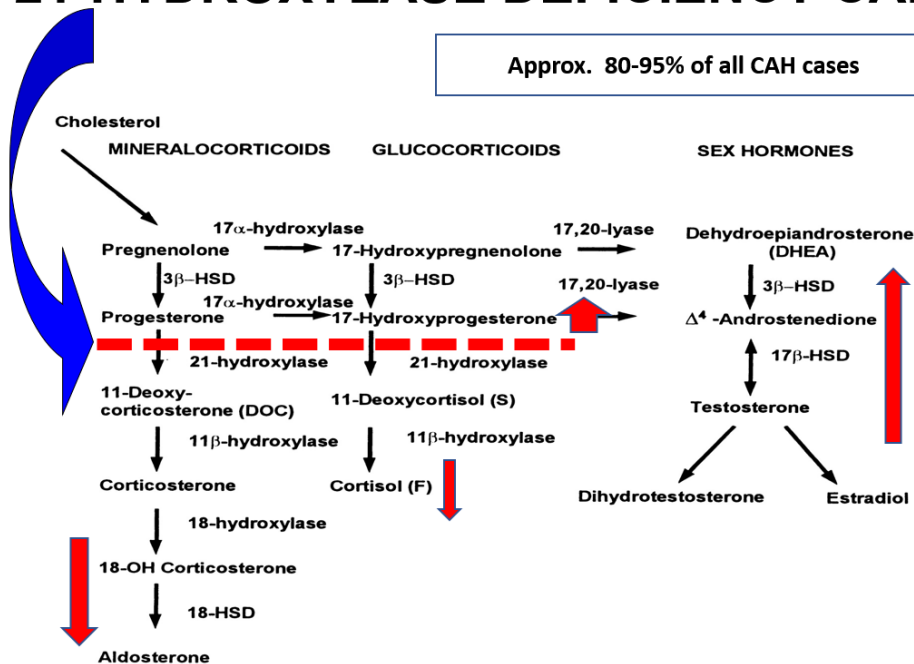 Approx. 80-95% of all CAH cases
Cholesterol
MINERALOCORTICOIDS GLUCOCORTICOIDS SEX HORMONES
17α-hydroxylase 17,20-lyase
Pregnenolone 17-Hydroxypregnenolone Dehydroepiandrosterone
(DHEA)
3β-HSD 3β-HSD 17,20-lyase 3β-HSD
17α-hydroxylase
Progesterone 17-Hydroxyprogesterone Δ⁴ -Androstenedione
21-hydroxylase 21-hydroxylase 17β-HSD
11-Deoxy-
corticosterone (DOC) 11-Deoxycortisol (S) Testosterone
11β-hydroxylase 11β-hydroxylase
Corticosterone Cortisol (F) Dihydrotestosterone Estradiol
18-hydroxylase
18-OH Corticosterone
18-HSD
Aldosterone